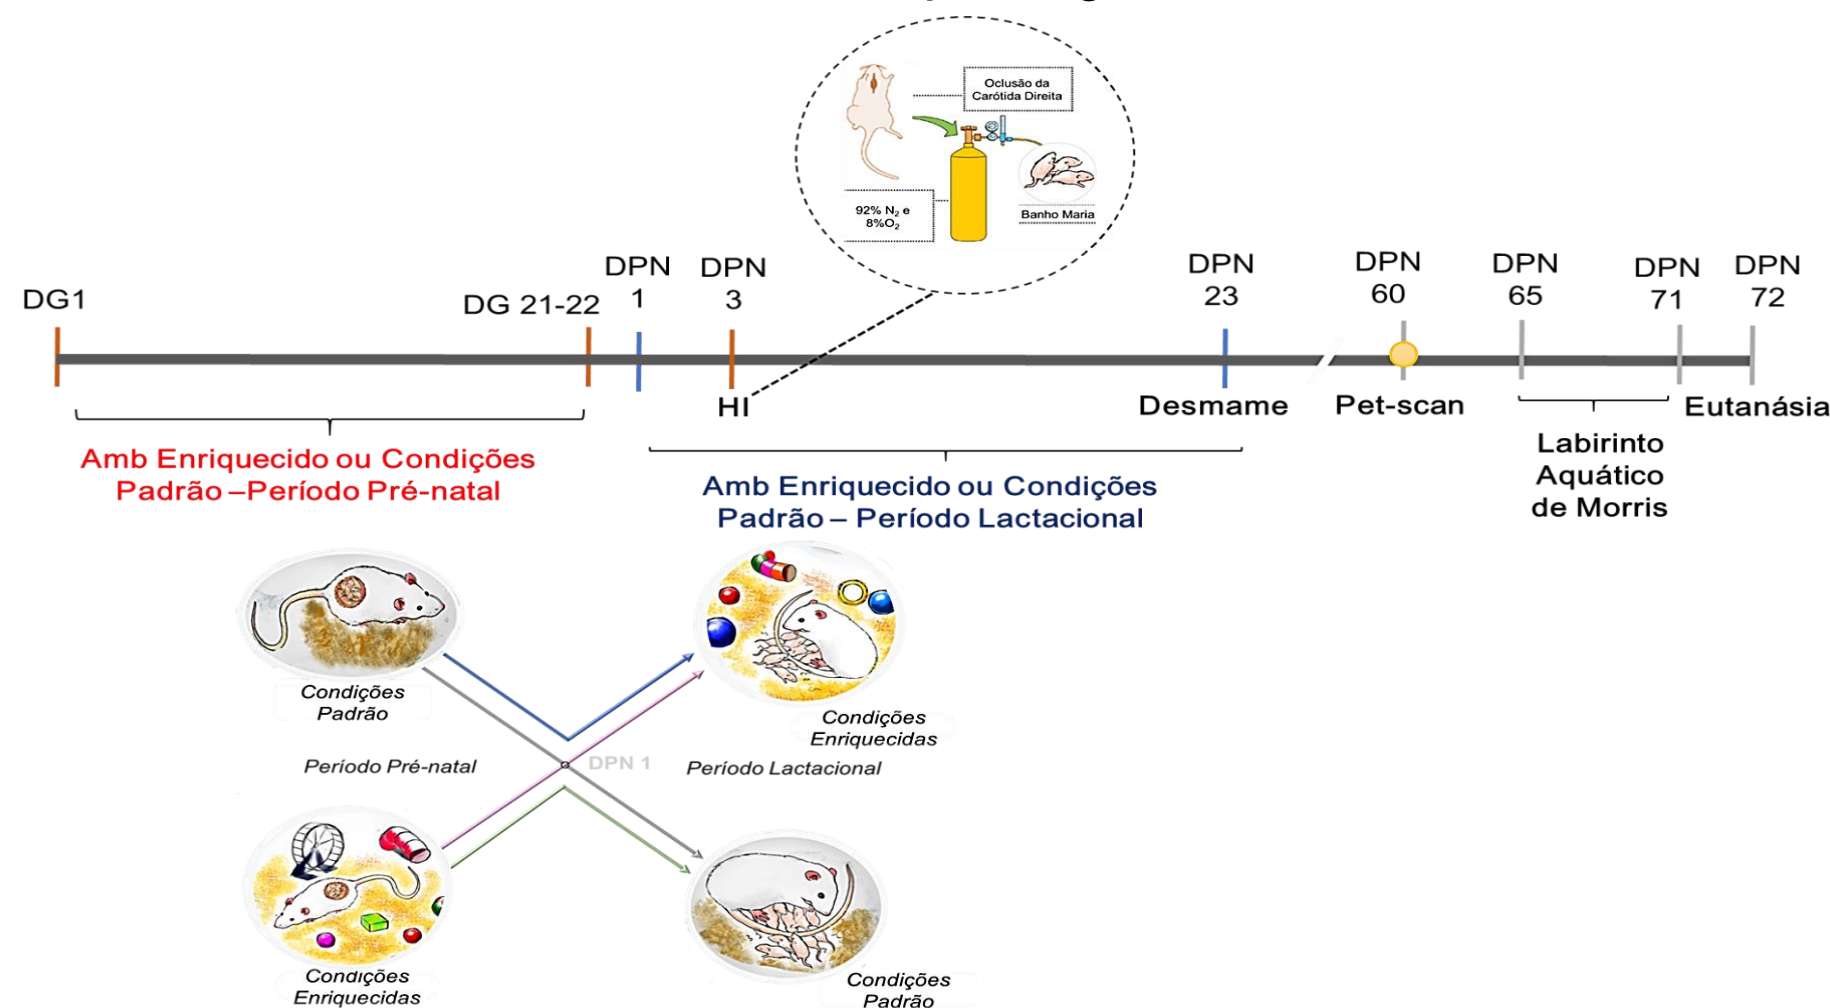 Oclusão da
Carótida Direita
92% N₂ e
8%O₂
Banho Maria
DG1
DG 21-22
DPN
1
DPN
3
DPN
23
DPN
60
DPN
65
DPN
71
DPN
72
HI
Desmame
Pet-scan
Eutanásia
Labirinto
Aquático
de Morris
Amb Enriquecido ou Condições
Padrão –Período Pré-natal
Amb Enriquecido ou Condições
Padrão – Período Lactacional
Condições
Padrão
Condições
Enriquecidas
Período Pré-natal
DPN 1
Período Lactacional
Condições
Enriquecidas
Condições
Padrão